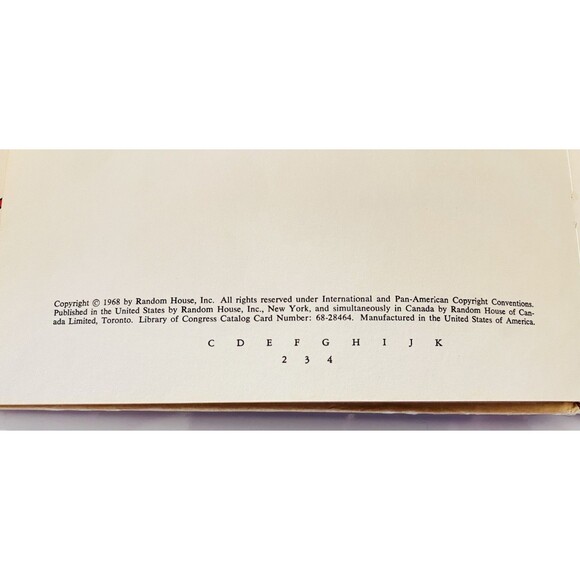 Copyright © 1968 by Random House, Inc. All rights reserved under International and Pan-American Copyright Conventions.
Published in the United States by Random House, Inc., New York, and simultaneously in Canada by Random House of Can-
ada Limited, Toronto. Library of Congress Catalog Card Number: 68-28464. Manufactured in the United States of America.
C D E F G H I J K
2 3 4